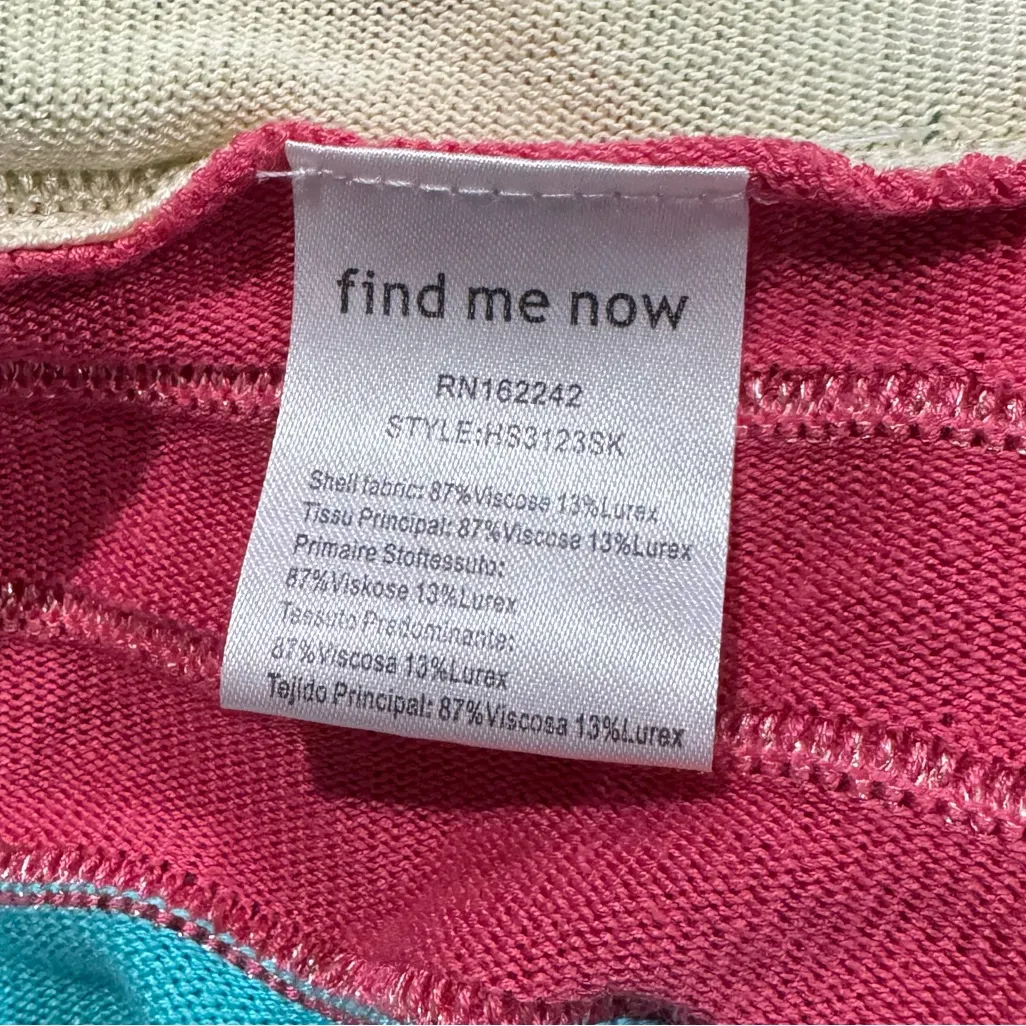 find me now
RN162242
STYLE:HS3123SK
Shell fabric: 87%Viscose 13%Lurex
Tissu Principal: 87%Viscose 13%Lurex
Primaire Stoftessuto:
87%Viskose 13%Lurex
Tessuto Predominante:
87%Viscosa 13%Lurex
Tejido Principal: 87%Viscosa 13%Lurex